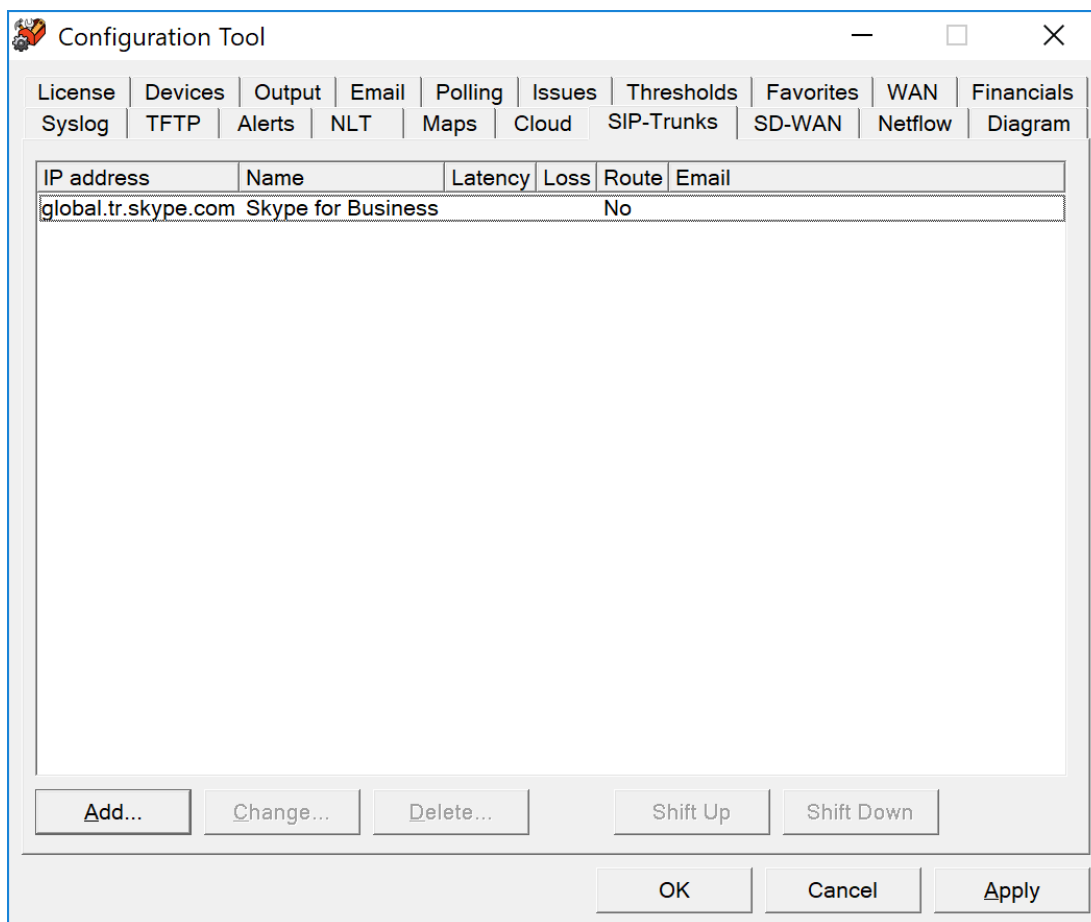 Configuration Tool
License Devices Output Email Polling Issues Thresholds Favorites WAN Financials
Syslog TFTP Alerts NLT Maps Cloud SIP-Trunks SD-WAN Netflow Diagram
IP address Name Latency Loss Route Email
global.tr.skype.com Skype for Business No
Add... Change... Delete... Shift Up Shift Down
OK Cancel Apply